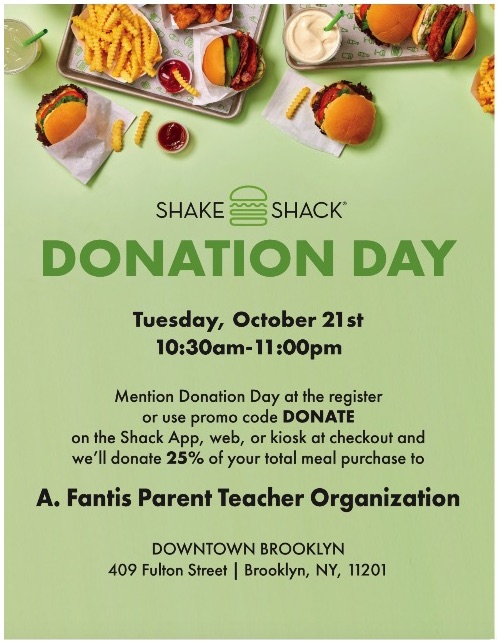 SHAKE SHACK®
DONATION DAY
Tuesday, October 21st
10:30am-11:00pm
Mention Donation Day at the register
or use promo code DONATE
on the Shack App, web, or kiosk at checkout and
we'll donate 25% of your total meal purchase to
A. Fantis Parent Teacher Organization
DOWNTOWN BROOKLYN
409 Fulton Street | Brooklyn, NY, 11201